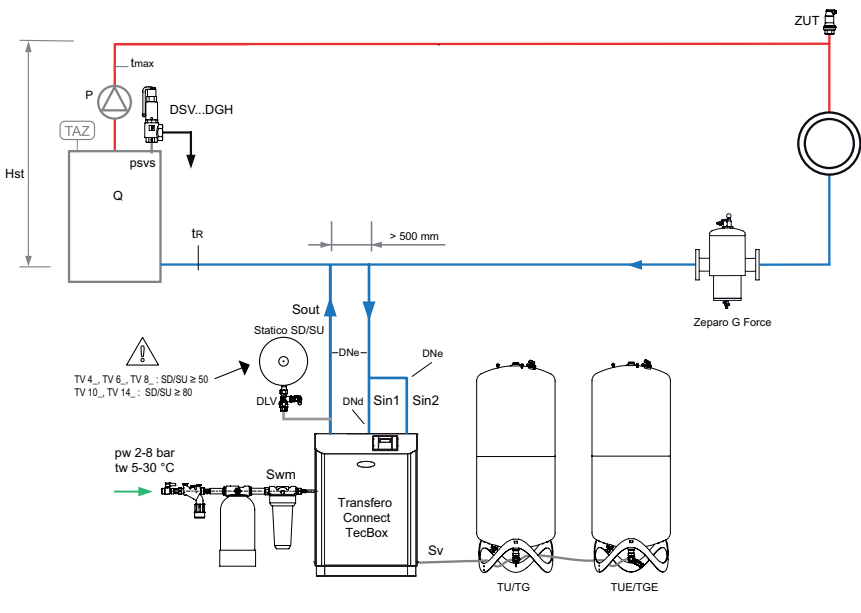 ZUT
tmax
P
DSV...DGH
TAZ
psvs
Hst
Q
tR
> 500 mm
Zeparo G Force
Sout
Statico SD/SU
DNe
DNe
TV 4_, TV 6_, TV 8_ : SD/SU ≥ 50
TV 10_, TV 14_ : SD/SU ≥ 80
DLV
DNd
Sin1
Sin2
pw 2-8 bar
tw 5-30 °C
Swm
Transfero
Connect
TecBox
Sv
TU/TG
TUE/TGE